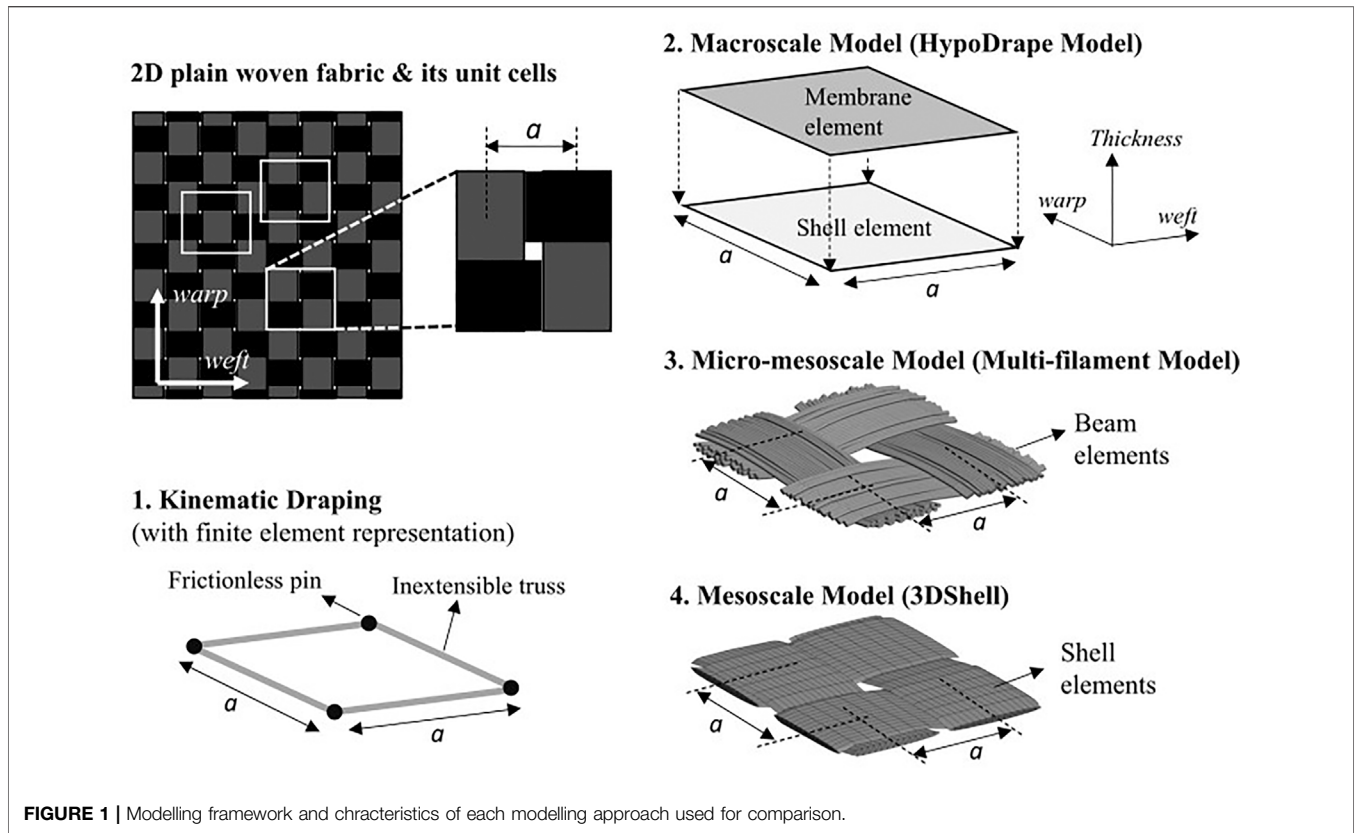 2D plain woven fabric & its unit cells
a
warp
weft
1. Kinematic Draping
(with finite element representation)
Frictionless pin
Inextensible truss
a
a
2. Macroscale Model (HypoDrape Model)
Membrane
element
Shell element
a
a
Thickness
warp
weft
3. Micro-mesoscale Model (Multi-filament Model)
Beam
elements
a
a
4. Mesoscale Model (3DShell)
Shell
elements
a
a
FIGURE 1 | Modelling framework and chracteristics of each modelling approach used for comparison.